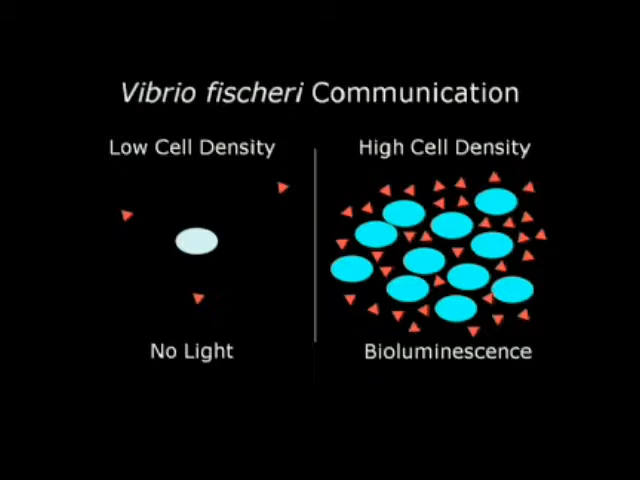 Vibrio fischeri Communication
Low Cell Density
High Cell Density
No Light
Bioluminescence